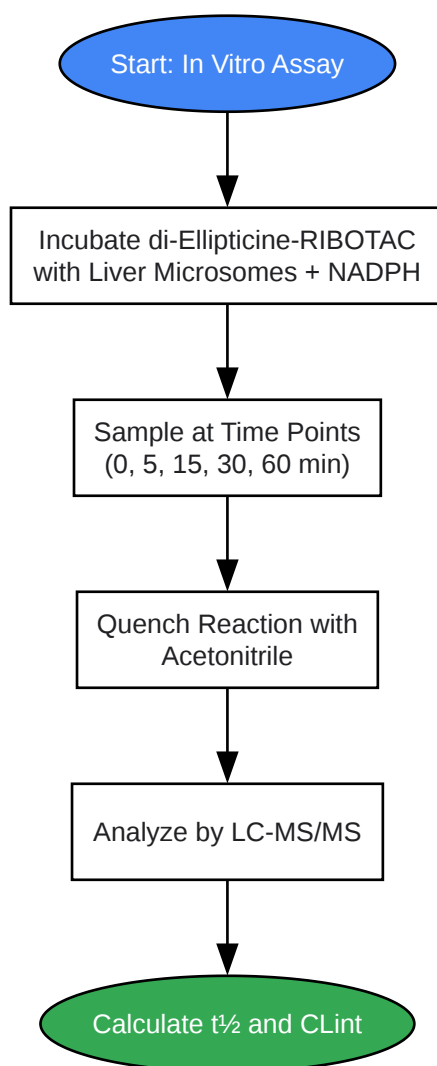 Start: In Vitro Assay
Incubate di-Ellipticine-RIBOTAC
with Liver Microsomes + NADPH
Sample at Time Points
(0, 5, 15, 30, 60 min)
Quench Reaction with
Acetonitrile
Analyze by LC-MS/MS
Calculate t½ and CLint